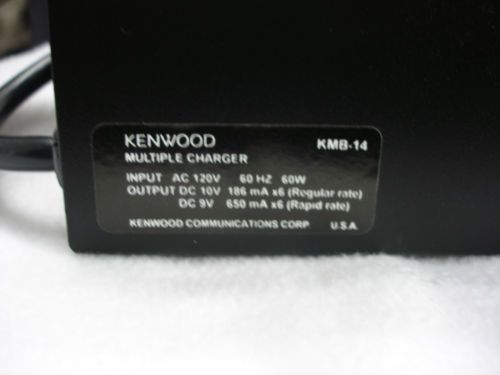 KENWOOD KMB-14
MULTIPLE CHARGER
INPUT AC 120V 60 HZ 60W
OUTPUT DC 10V 186 mA x6 (Regular rate)
DC 9V 650 mA x6 (Rapid rate)
KENWOOD COMMUNICATIONS CORP. U.S.A.